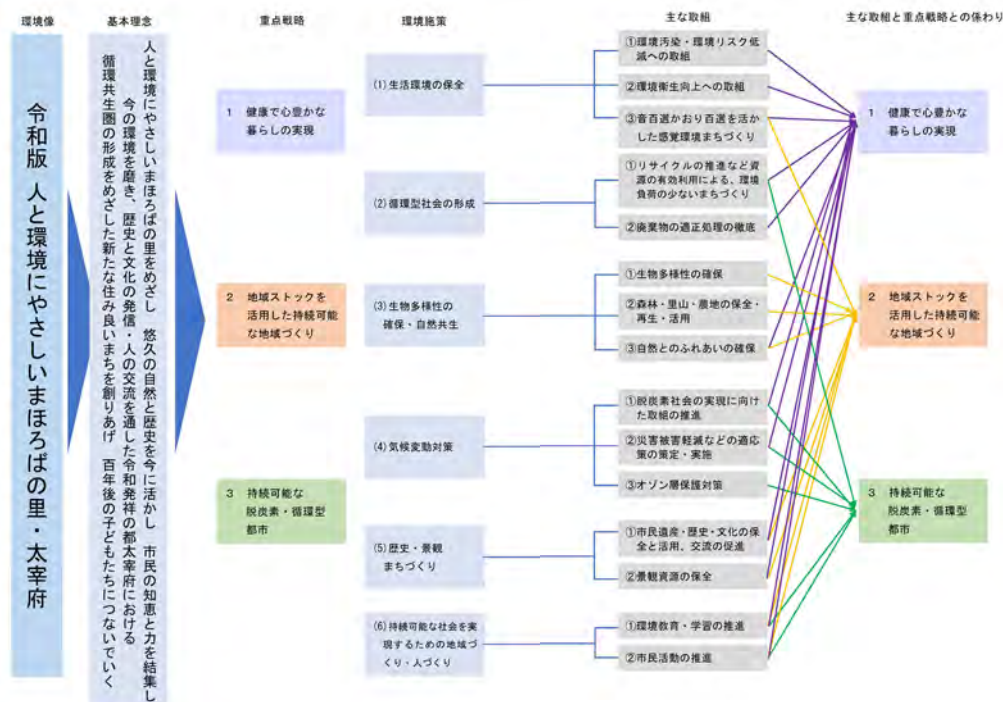 環境像
基本理念
重点戦略
環境施策
主な取組
主な取組と重点戦略との係わり
令和版 人と環境にやさしいまほろばの里・太宰府
人と環境にやさしいまほろばの里をめざし 悠久の自然と歴史を今に活かし 市民の知恵と力を結集し
今の環境を磨き、歴史と文化の発信・人の交流を通した令和発祥の都太宰府における
循環共生圏の形成をめざした新たな住み良いまちを創りあげ 百年後の子どもたちにつないでいく
1 健康で心豊かな
暮らしの実現
2 地域ストックを
活用した持続可能
な地域づくり
3 持続可能な
脱炭素・循環型
都市
(1)生活環境の保全
(2)循環型社会の形成
(3)生物多様性の
確保・自然共生
(4)気候変動対策
(5)歴史・景観
まちづくり
(6)持続可能な社会を実
現するための地域づ
くり・人づくり
①環境汚染・環境リスク低
減への取組
②環境衛生向上への取組
③音百選かおり百選を活か
した感覚環境まちづくり
①リサイクルの推進など資
源の有効利用による、環境
負荷の少ないまちづくり
②廃棄物の適正処理の徹底
①生物多様性の確保
②森林・里山・農地の保全・
再生・活用
③自然とのふれあいの確保
①脱炭素社会の実現に向け
た取組の推進
②災害被害軽減などの適応
策の策定・実施
③オゾン層保護対策
①市民遺産・歴史・文化の保
全と活用、交流の促進
②景観資源の保全
①環境教育・学習の推進
②市民活動の推進
1 健康で心豊かな
暮らしの実現
2 地域ストックを
活用した持続可能
な地域づくり
3 持続可能な
脱炭素・循環型
都市